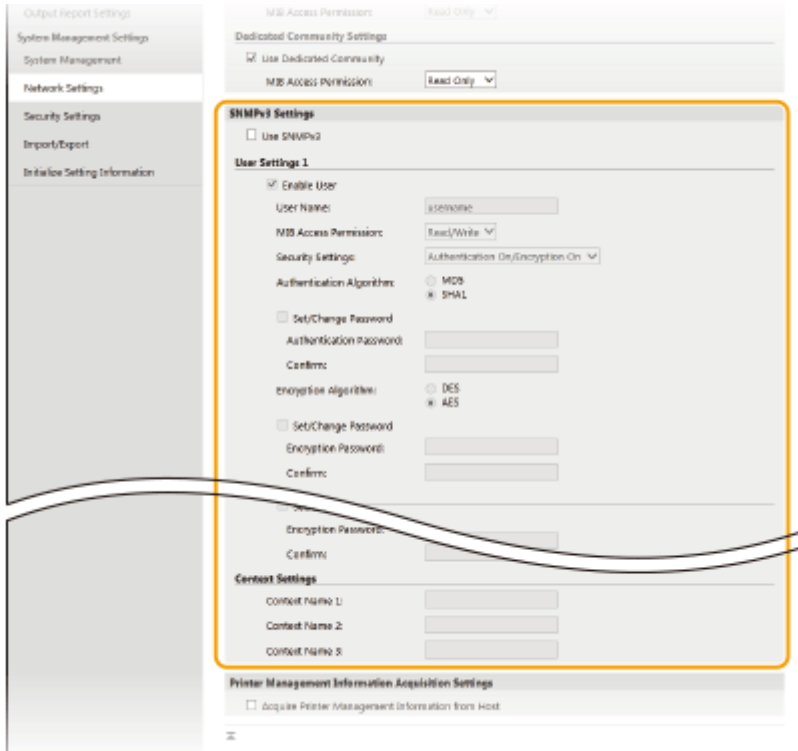 Output Report Settings
System Management Settings
System Management
Network Settings
Security Settings
Import/Export
Initialize Setting Information
MIB Access Permission: Read Only
Dedicated Community Settings
Use Dedicated Community
MIB Access Permission: Read Only
SNMPv3 Settings
Use SNMPv3
User Settings 1
Enable User
User Name: username
MIB Access Permission: Read/Write
Security Settings: Authentication On/Encryption On
Authentication Algorithm: MD5
SHA1
Set/Change Password
Authentication Password:
Confirm:
Encryption Algorithm: DES
AES
Set/Change Password
Encryption Password:
Confirm:
Encryption Password:
Confirm:
Context Settings
Context Name 1:
Context Name 2:
Context Name 3:
Printer Management Information Acquisition Settings
Acquire Printer Management Information from Host